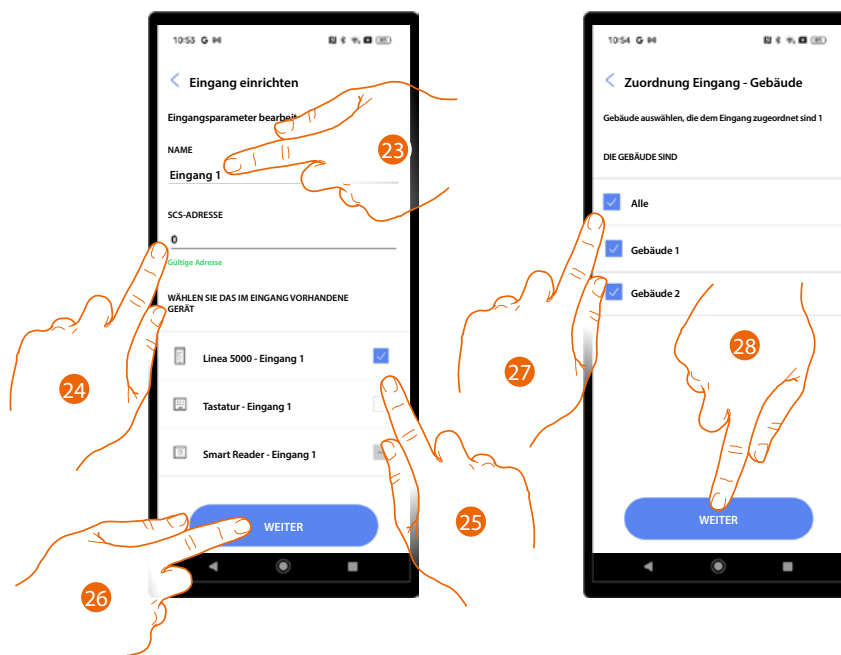 10:53 G
Eingang einrichten
Eingangsparameter bearbeit
NAME
Eingang 1
23
SCS-ADRESSE
0
Gültige Adresse
WÄHLEN SIE DAS IM EINGANG VORHANDENE
GERÄT
24
Linea 5000 - Eingang 1
Tastatur - Eingang 1
Smart Reader - Eingang 1
25
WEITER
26
10:54 G
Zuordnung Eingang - Gebäude
Gebäude auswählen, die dem Eingang zugeordnet sind 1
DIE GEBÄUDE SIND
Alle
Gebäude 1
Gebäude 2
27
28
WEITER